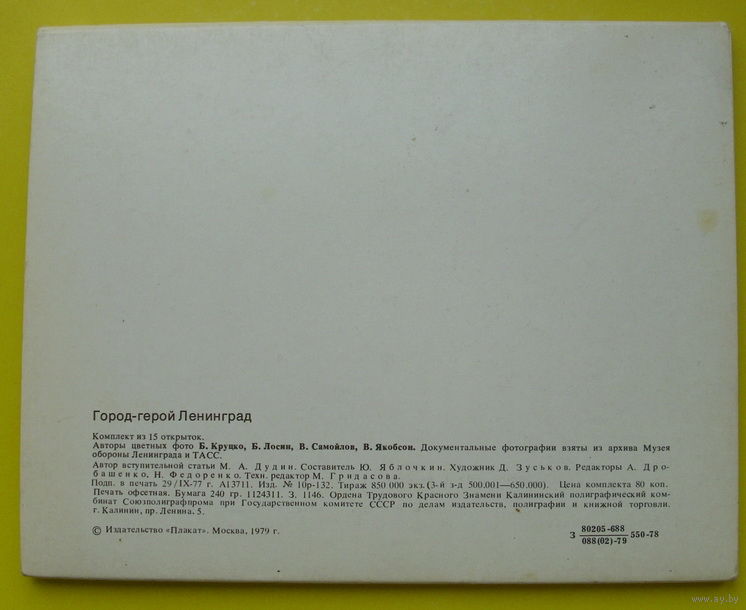 Город-герой Ленинград
Комплект из 15 открыток.
Авторы цветных фото Б. Круцко, Б. Лосин, В. Самойлов, В. Якобсон. Документальные фотографии взяты из архива Музея
обороны Ленинграда и ТАСС.
Автор вступительной статьи М. А. Дудин. Составитель Ю. Яблочкин. Художник Д. Зуськов. Редакторы А. Дро-
башенко, Н. Федоренко. Техн. редактор М. Гридасова.
Подп. в печать 29/IX-77 г. А13711. Изд. № 10р-132. Тираж 850 000 экз. (3-й з-д 500.001—650.000). Цена комплекта 80 коп.
Печать офсетная. Бумага 240 гр. 1124311. З. 1146. Ордена Трудового Красного Знамени Калининский полиграфический ком-
бинат Союзполиграфпрома при Государственном комитете СССР по делам издательств, полиграфии и книжной торговли.
г. Калинин, пр. Ленина, 5.
© Издательство «Плакат». Москва, 1979 г.
З 80205-688 550-78
088(02)-79
www.ay.by